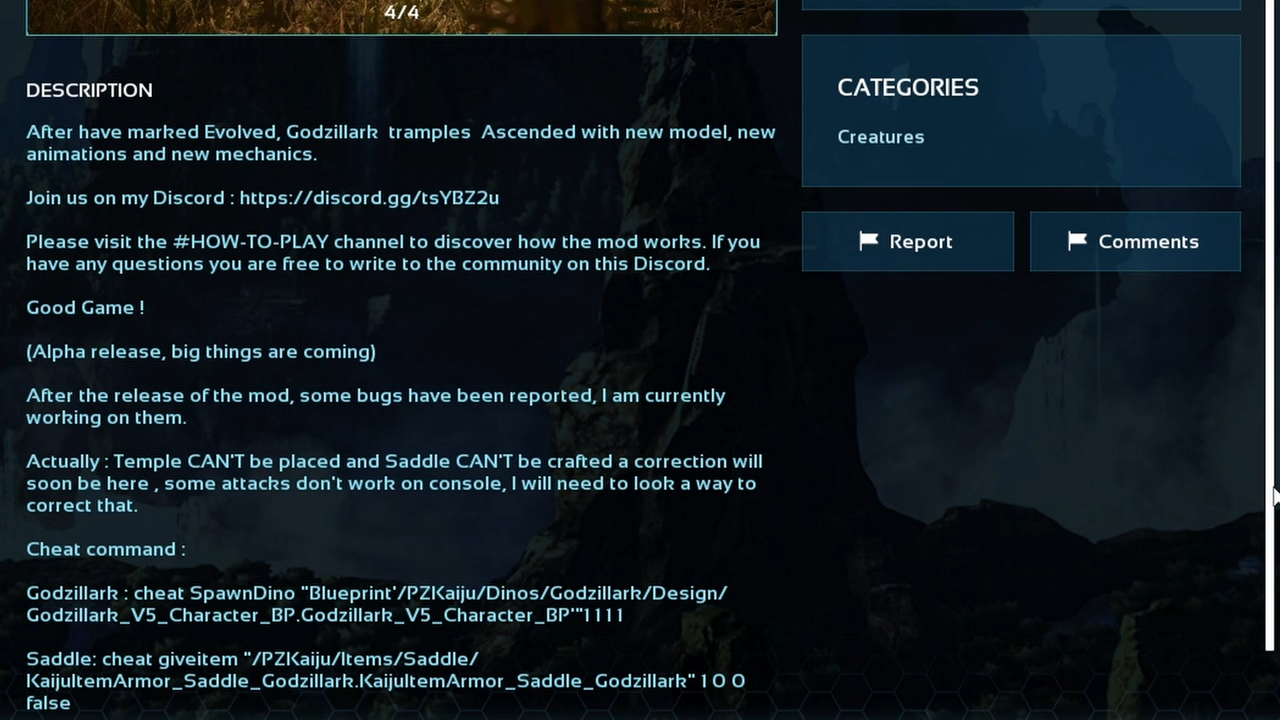 4/4
DESCRIPTION
After have marked Evolved, Godzillark tramples Ascended with new model, new
animations and new mechanics.
Join us on my Discord : https://discord.gg/tsYBZ2u
Please visit the #HOW-TO-PLAY channel to discover how the mod works. If you
have any questions you are free to write to the community on this Discord.
Good Game !
(Alpha release, big things are coming)
After the release of the mod, some bugs have been reported, I am currently
working on them.
Actually : Temple CAN'T be placed and Saddle CAN'T be crafted a correction will
soon be here , some attacks don't work on console, I will need to look a way to
correct that.
Cheat command :
Godzillark : cheat SpawnDino "Blueprint'/PZKaiju/Dinos/Godzillark/Design/
Godzillark_V5_Character_BP.Godzillark_V5_Character_BP'"1111
Saddle: cheat giveitem "/PZKaiju/Items/Saddle/
KaijuItemArmor_Saddle_Godzillark.KaijuItemArmor_Saddle_Godzillark" 1 0 0
false
CATEGORIES
Creatures
Report
Comments